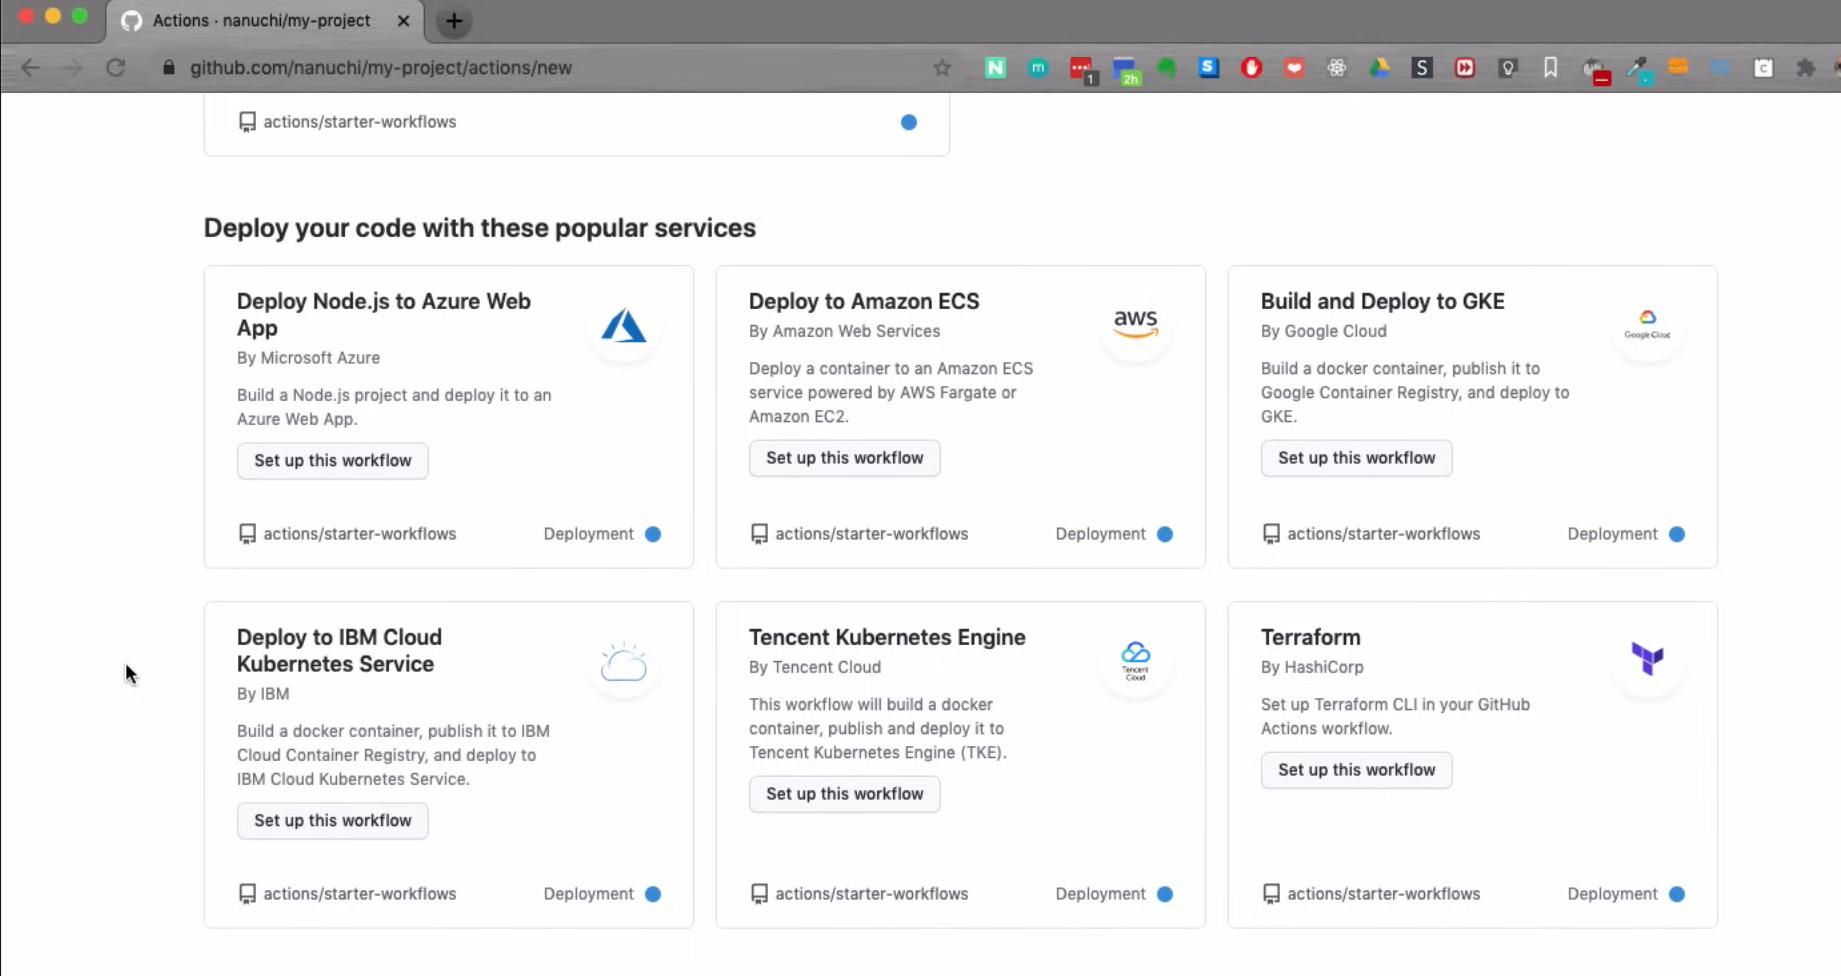 Actions · nanuchi/my-project
github.com/nanuchi/my-project/actions/new
1
2h
actions/starter-workflows
Deploy your code with these popular services
Deploy Node.js to Azure Web
App
By Microsoft Azure
Build a Node.js project and deploy it to an
Azure Web App.
Set up this workflow
actions/starter-workflows Deployment
Deploy to Amazon ECS
By Amazon Web Services
aws
Deploy a container to an Amazon ECS
service powered by AWS Fargate or
Amazon EC2.
Set up this workflow
actions/starter-workflows Deployment
Build and Deploy to GKE
By Google Cloud
Google Cloud
Build a docker container, publish it to
Google Container Registry, and deploy to
GKE.
Set up this workflow
actions/starter-workflows Deployment
Deploy to IBM Cloud
Kubernetes Service
By IBM
Build a docker container, publish it to IBM
Cloud Container Registry, and deploy to
IBM Cloud Kubernetes Service.
Set up this workflow
actions/starter-workflows Deployment
Tencent Kubernetes Engine
By Tencent Cloud
Tencent
Cloud
This workflow will build a docker
container, publish and deploy it to
Tencent Kubernetes Engine (TKE).
Set up this workflow
actions/starter-workflows Deployment
Terraform
By HashiCorp
Set up Terraform CLI in your GitHub
Actions workflow.
Set up this workflow
actions/starter-workflows Deployment